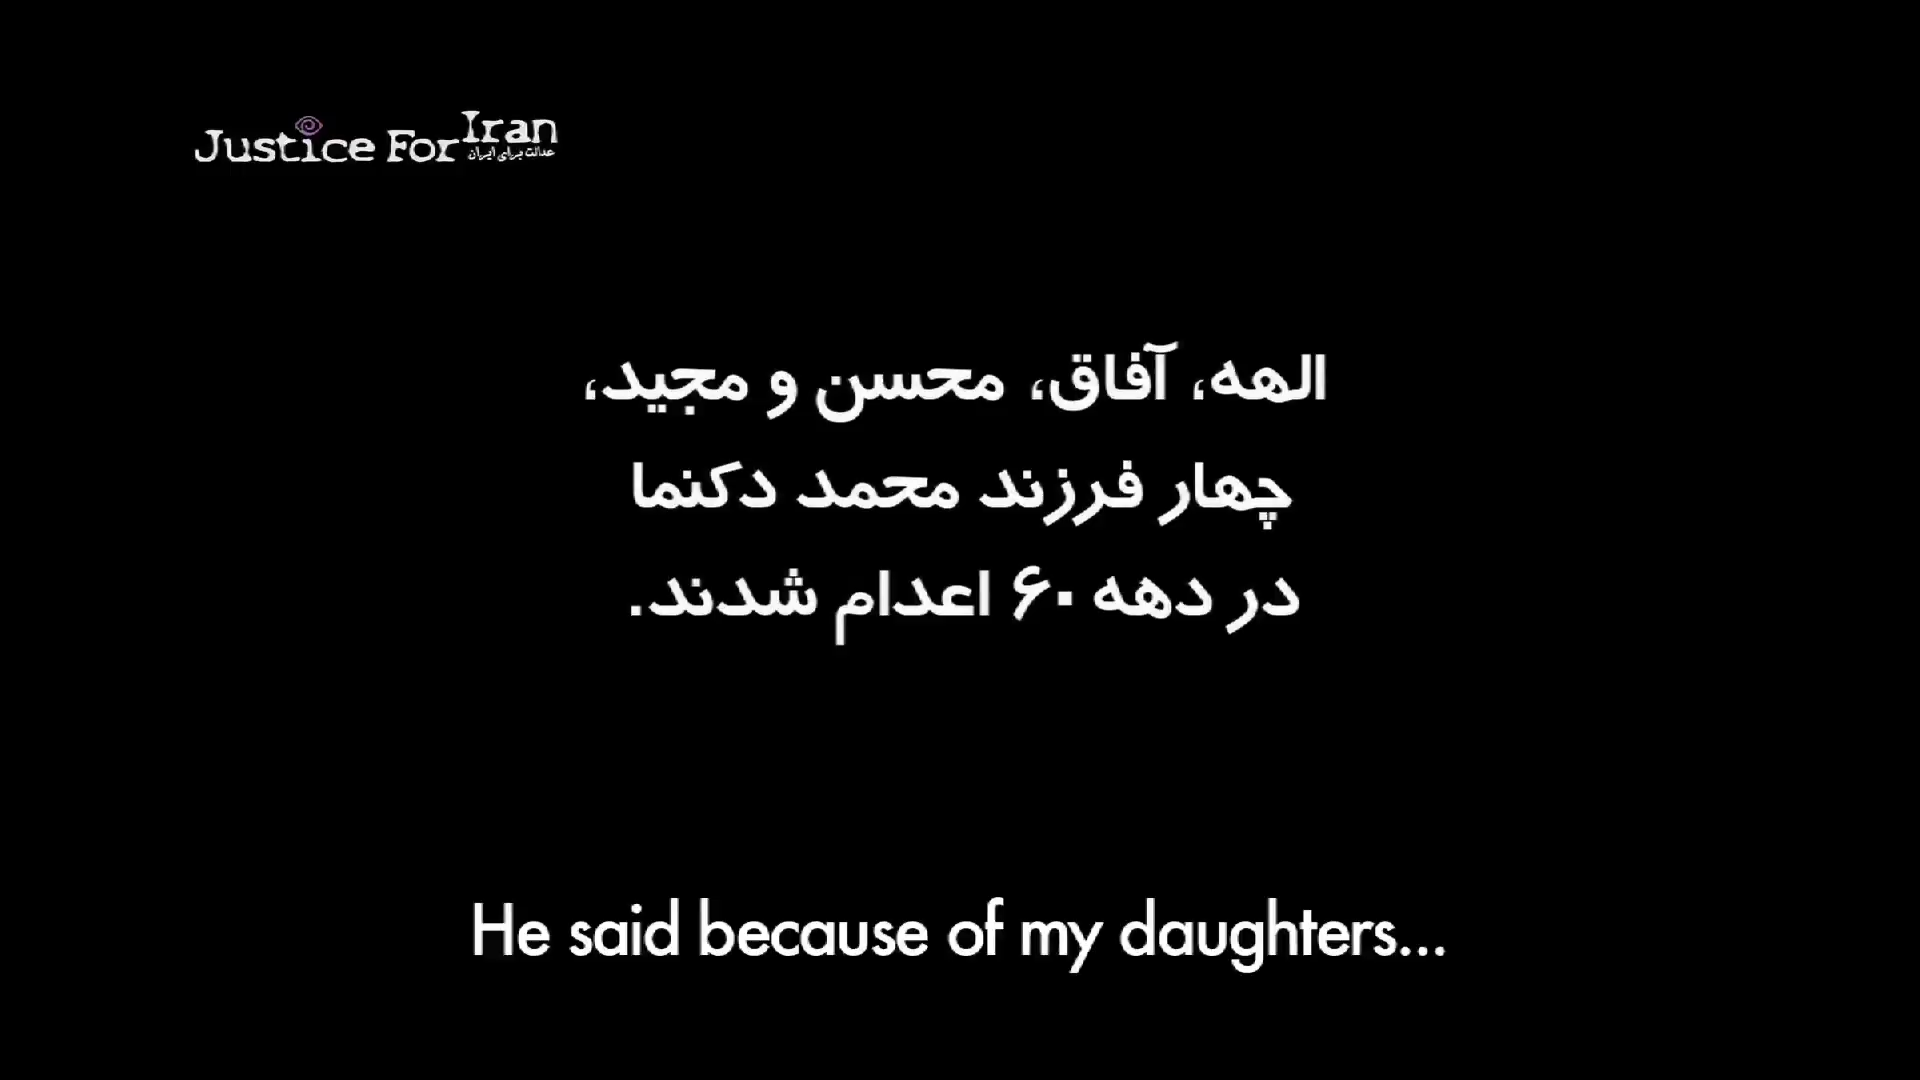 Justice For Iran
عدالت برای ایران
الهه، آفاق، محسن و مجید،
چهار فرزند محمد دکنما
در دهه ۶۰ اعدام شدند.
He said because of my daughters...